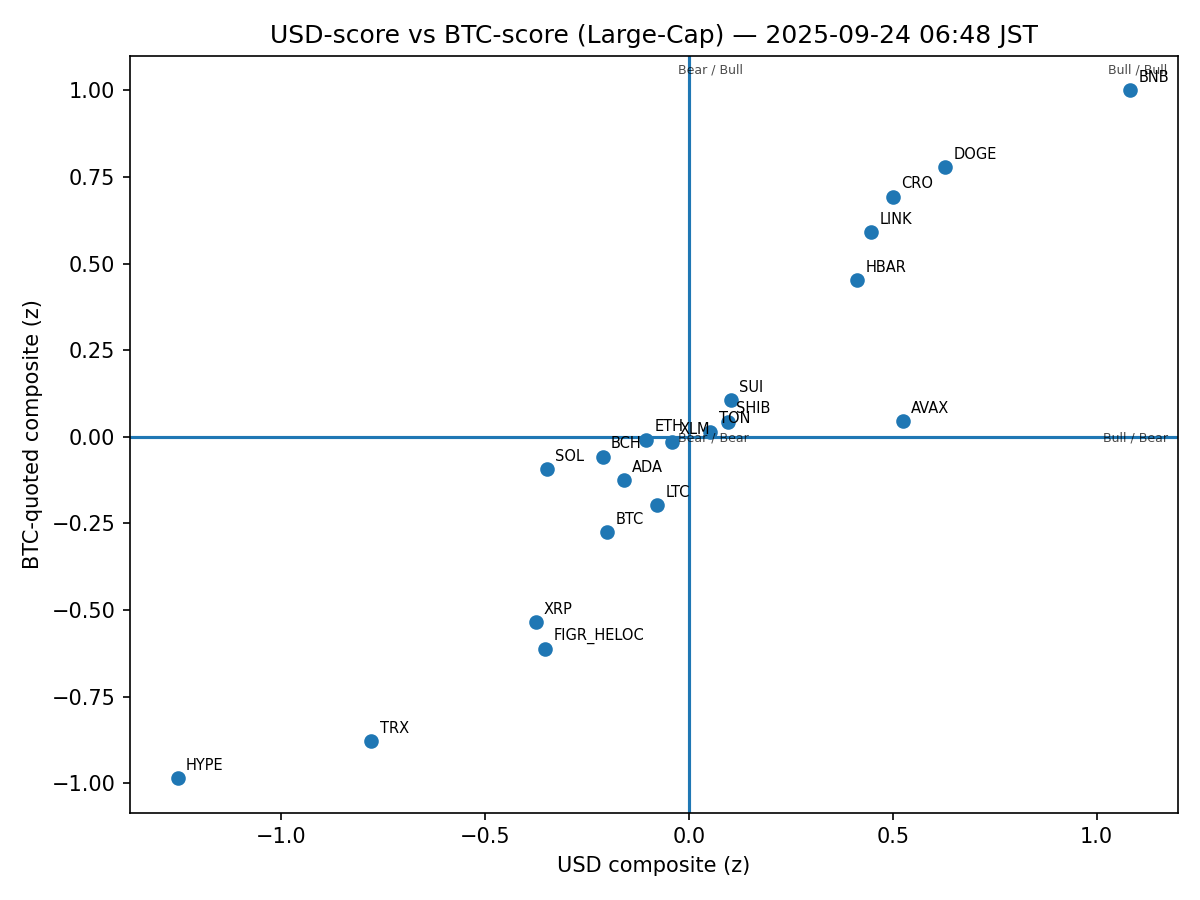 USD-score vs BTC-score (Large-Cap) — 2025-09-24 06:48 JST
Bear / Bull
Bull / Bull
BNB
1.00
DOGE
0.75
CRO
LINK
0.50
HBAR
0.25
SUI
SHIB
AVAX
TON
ETH
XLM
0.00
Bear / Bear
Bull / Bear
BCH
SOL
ADA
LTC
−0.25
BTC
−0.50
XRP
FIGR_HELOC
−0.75
TRX
HYPE
−1.00
−1.0
−0.5
0.0
0.5
1.0
USD composite (z)
BTC-quoted composite (z)